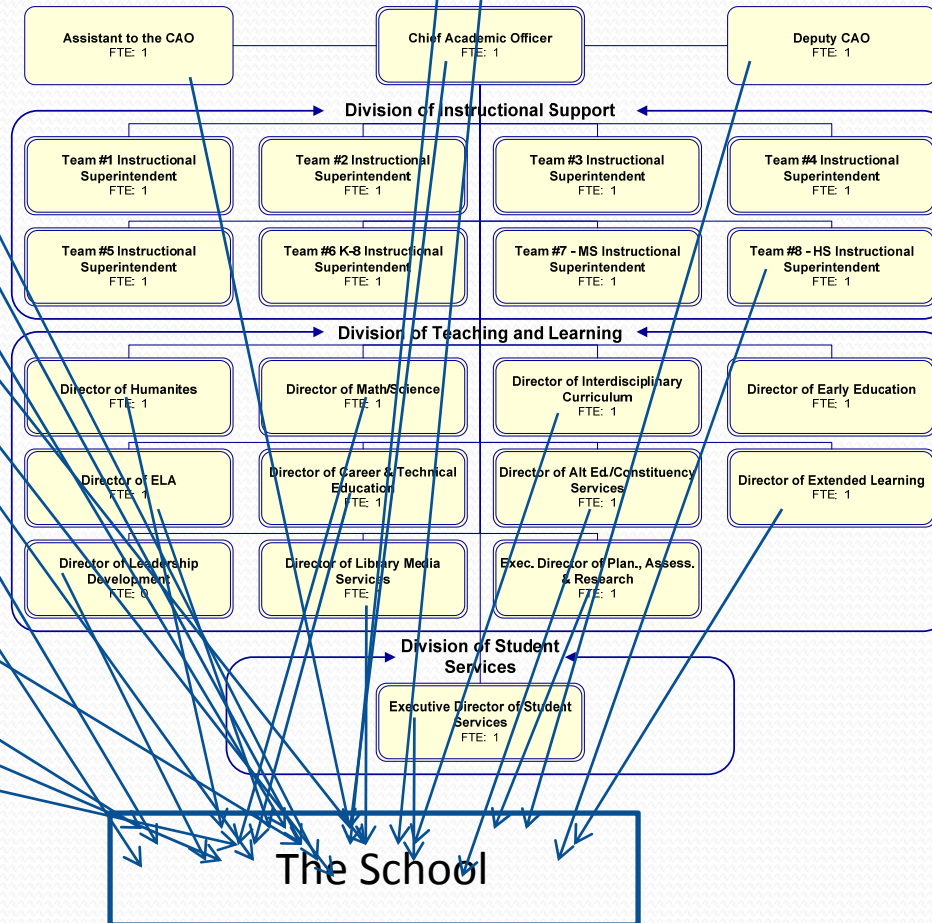 Assistant to the CAO
FTE: 1
Chief Academic Officer
FTE: 1
Deputy CAO
FTE: 1
Division of Instructional Support
Team #1 Instructional
Superintendent
FTE: 1
Team #2 Instructional
Superintendent
FTE: 1
Team #3 Instructional
Superintendent
FTE: 1
Team #4 Instructional
Superintendent
FTE: 1
Team #5 Instructional
Superintendent
FTE: 1
Team #6 K-8 Instructional
Superintendent
FTE: 1
Team #7 - MS Instructional
Superintendent
FTE: 1
Team #8 - HS Instructional
Superintendent
FTE: 1
Division of Teaching and Learning
Director of Humanites
FTE: 1
Director of Math/Science
FTE: 1
Director of Interdisciplinary
Curriculum
FTE: 1
Director of Early Education
FTE: 1
Director of ELA
FTE: 1
Director of Career & Technical
Education
FTE: 1
Director of Alt Ed./Constituency
Services
FTE: 1
Director of Extended Learning
FTE: 1
Director of Leadership
Development
FTE: 0
Director of Library Media
Services
FTE:
Exec. Director of Plan., Assess.
& Research
FTE: 1
Division of Student
Services
Executive Director of Student
Services
FTE: 1
The School